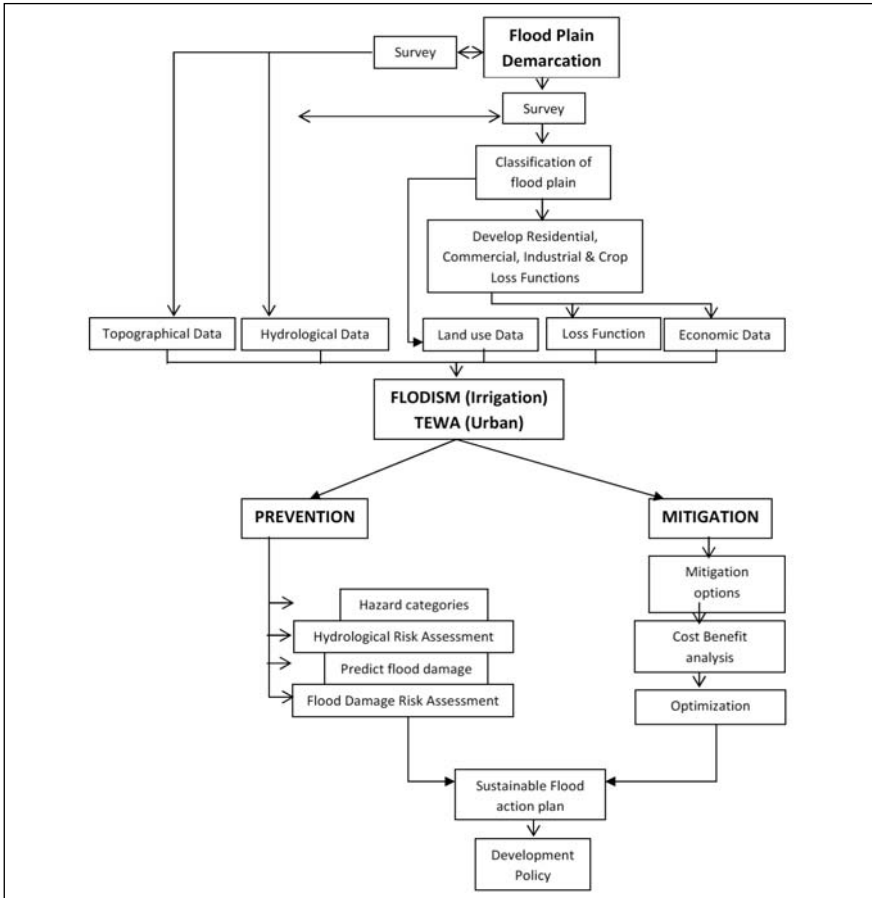 Flood Plain
Demarcation
Survey
Survey
Classification of
flood plain
Develop Residential,
Commercial, Industrial & Crop
Loss Functions
Topographical Data
Hydrological Data
Land use Data
Loss Function
Economic Data
FLODISM (Irrigation)
TEWA (Urban)
PREVENTION
MITIGATION
Hazard categories
Hydrological Risk Assessment
Predict flood damage
Flood Damage Risk Assessment
Mitigation
options
Cost Benefit
analysis
Optimization
Sustainable Flood
action plan
Development
Policy